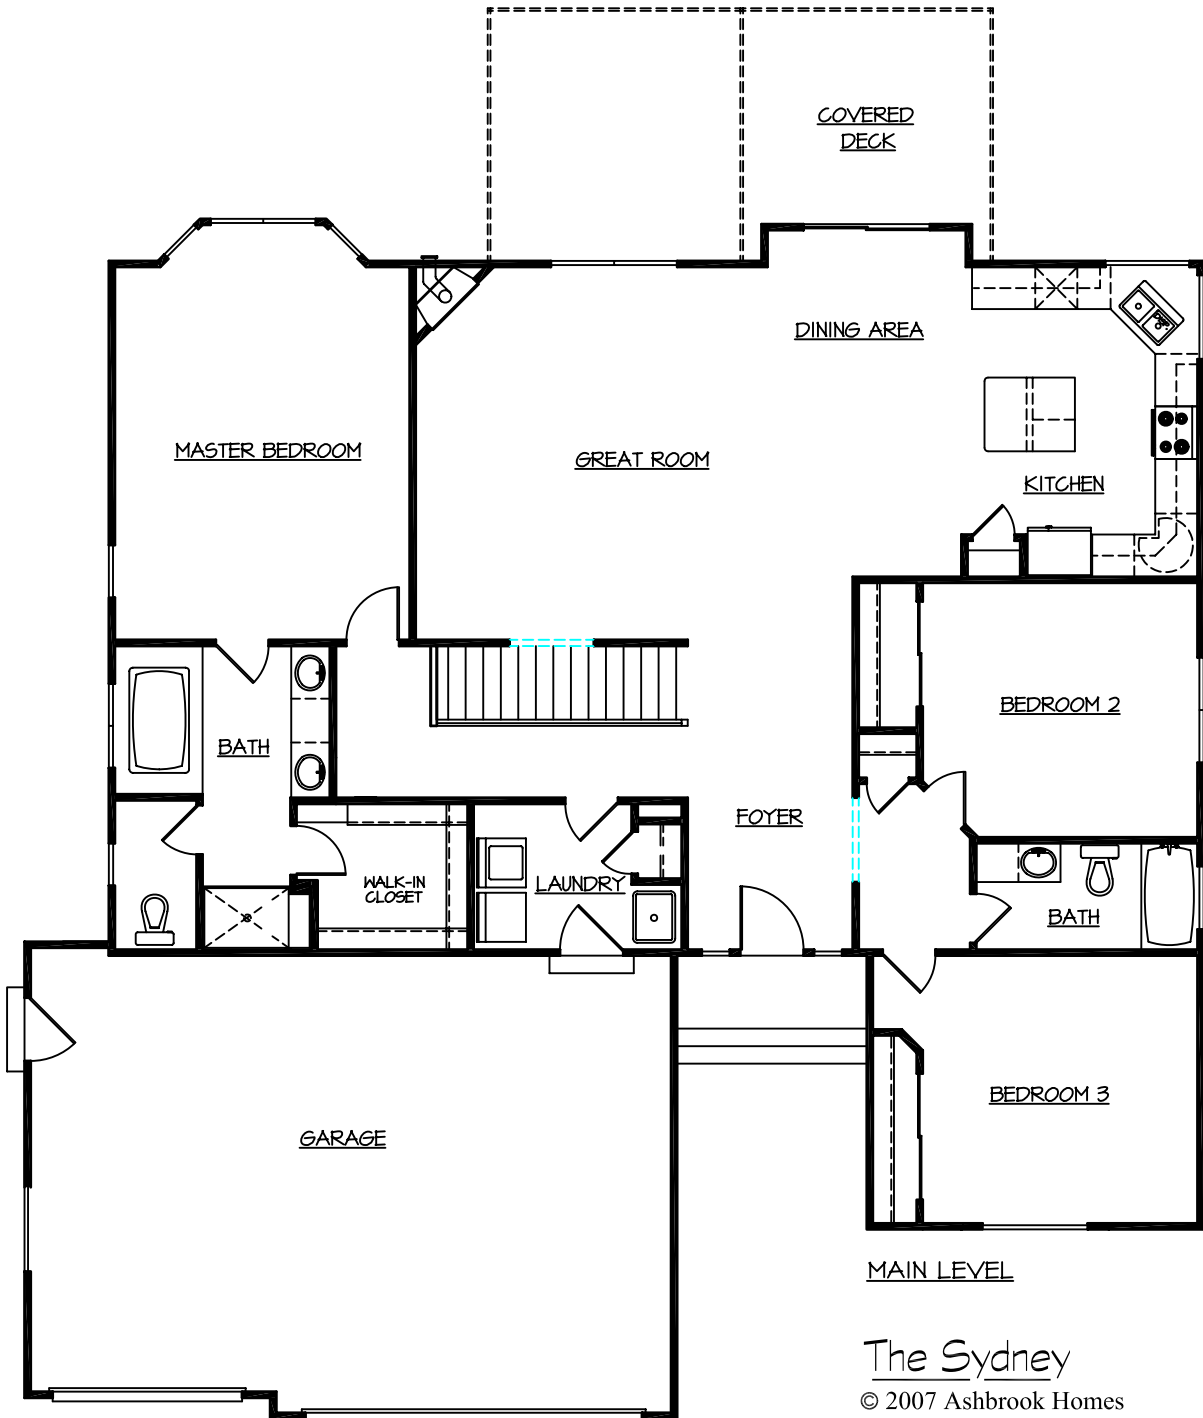 COVERED
DECK
DINING AREA
MASTER BEDROOM
GREAT ROOM
KITCHEN
BEDROOM 2
BATH
FOYER
WALK-IN
CLOSET
LAUNDRY
BATH
BEDROOM 3
GARAGE
MAIN LEVEL
The Sydney
© 2007 Ashbrook Homes